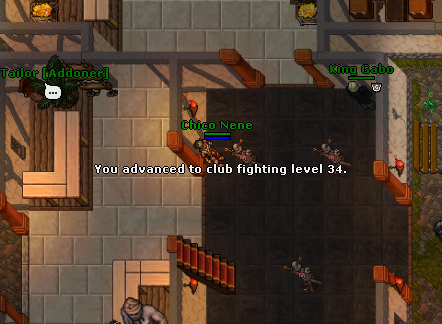 Tailor [Addoner]
King Gabo
Chico Nene
You advanced to club fighting level 34.